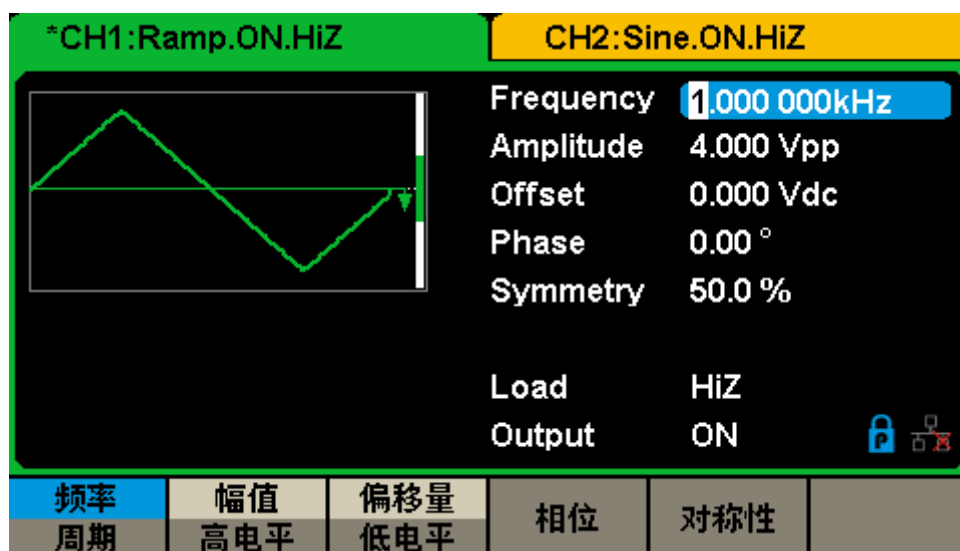 *CH1:Ramp.ON.HiZ CH2:Sine.ON.HiZ
Frequency 1.000 000kHz
Amplitude 4.000 Vpp
Offset 0.000 Vdc
Phase 0.00 °
Symmetry 50.0 %
Load HiZ
Output ON
P
频率 幅值 偏移量 相位 对称性
周期 高电平 低电平